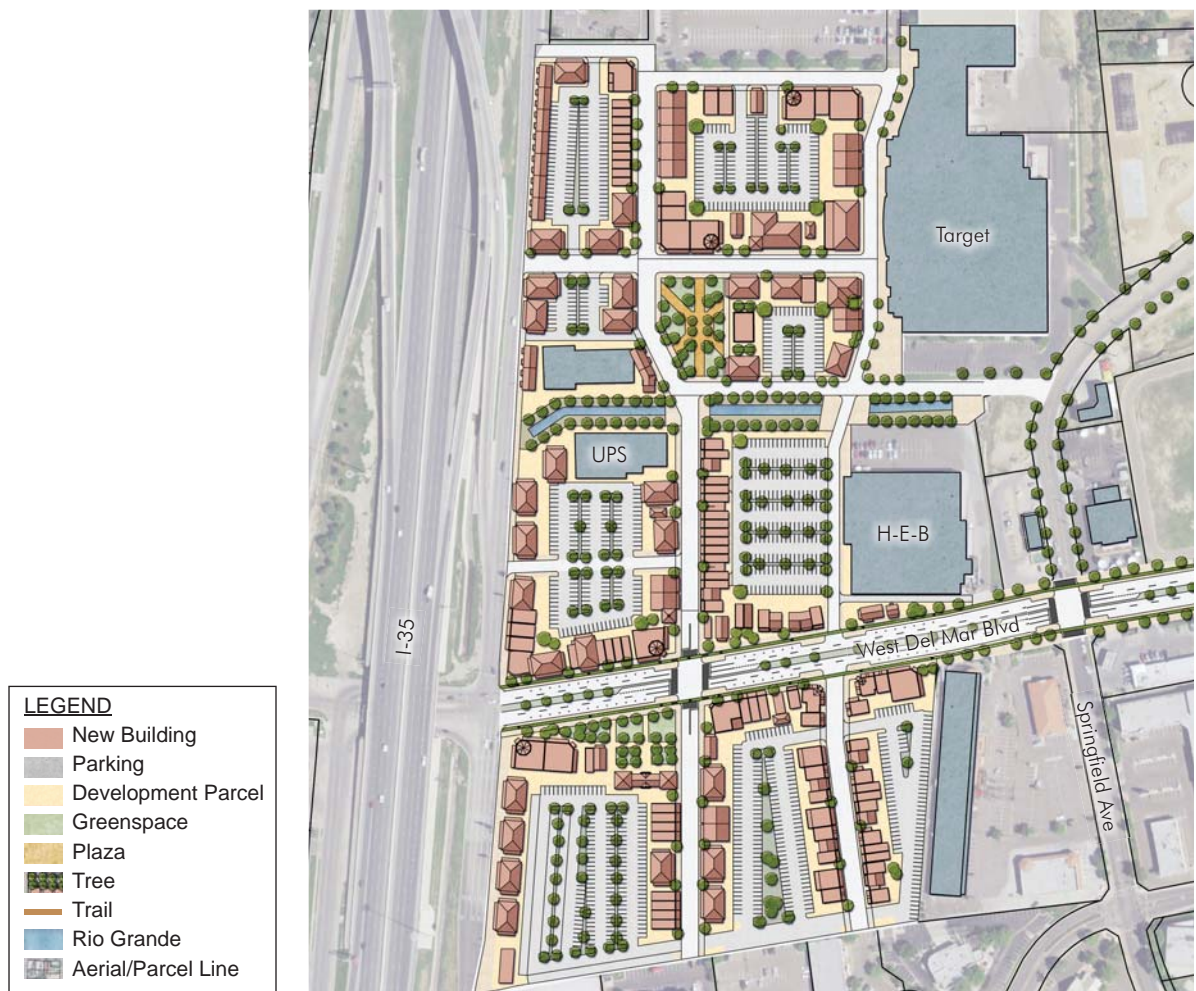 Target
UPS
H-E-B
I-35
West Del Mar Blvd
Springfield Ave
LEGEND
New Building
Parking
Development Parcel
Greenspace
Plaza
Tree
Trail
Rio Grande
Aerial/Parcel Line